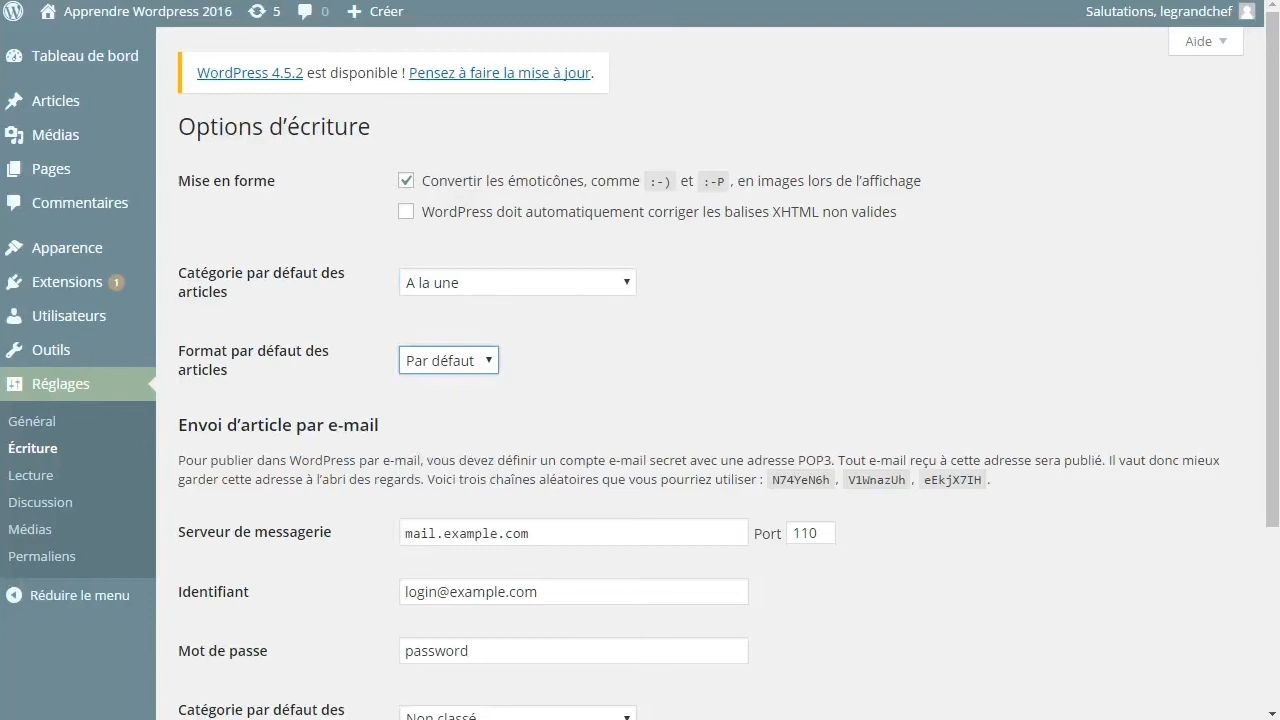 Apprendre Wordpress 2016 5 0 Créer Salutations, legrandchef
Aide
Tableau de bord
Articles
Médias
Pages
Commentaires
Apparence
Extensions 1
Utilisateurs
Outils
Réglages
Général
Écriture
Lecture
Discussion
Médias
Permaliens
Réduire le menu
WordPress 4.5.2 est disponible ! Pensez à faire la mise à jour.
Options d’écriture
Mise en forme
Convertir les émoticônes, comme :-) et :-P , en images lors de l’affichage
WordPress doit automatiquement corriger les balises XHTML non valides
Catégorie par défaut des
articles
A la une
Format par défaut des
articles
Par défaut
Envoi d’article par e-mail
Pour publier dans WordPress par e-mail, vous devez définir un compte e-mail secret avec une adresse POP3. Tout e-mail reçu à cette adresse sera publié. Il vaut donc mieux
garder cette adresse à l’abri des regards. Voici trois chaînes aléatoires que vous pourriez utiliser : N74YeN6h , V1WnazUh , eEkjX7IH .
Serveur de messagerie
mail.example.com Port 110
Identifiant
login@example.com
Mot de passe
password
Catégorie par défaut des
Non classé